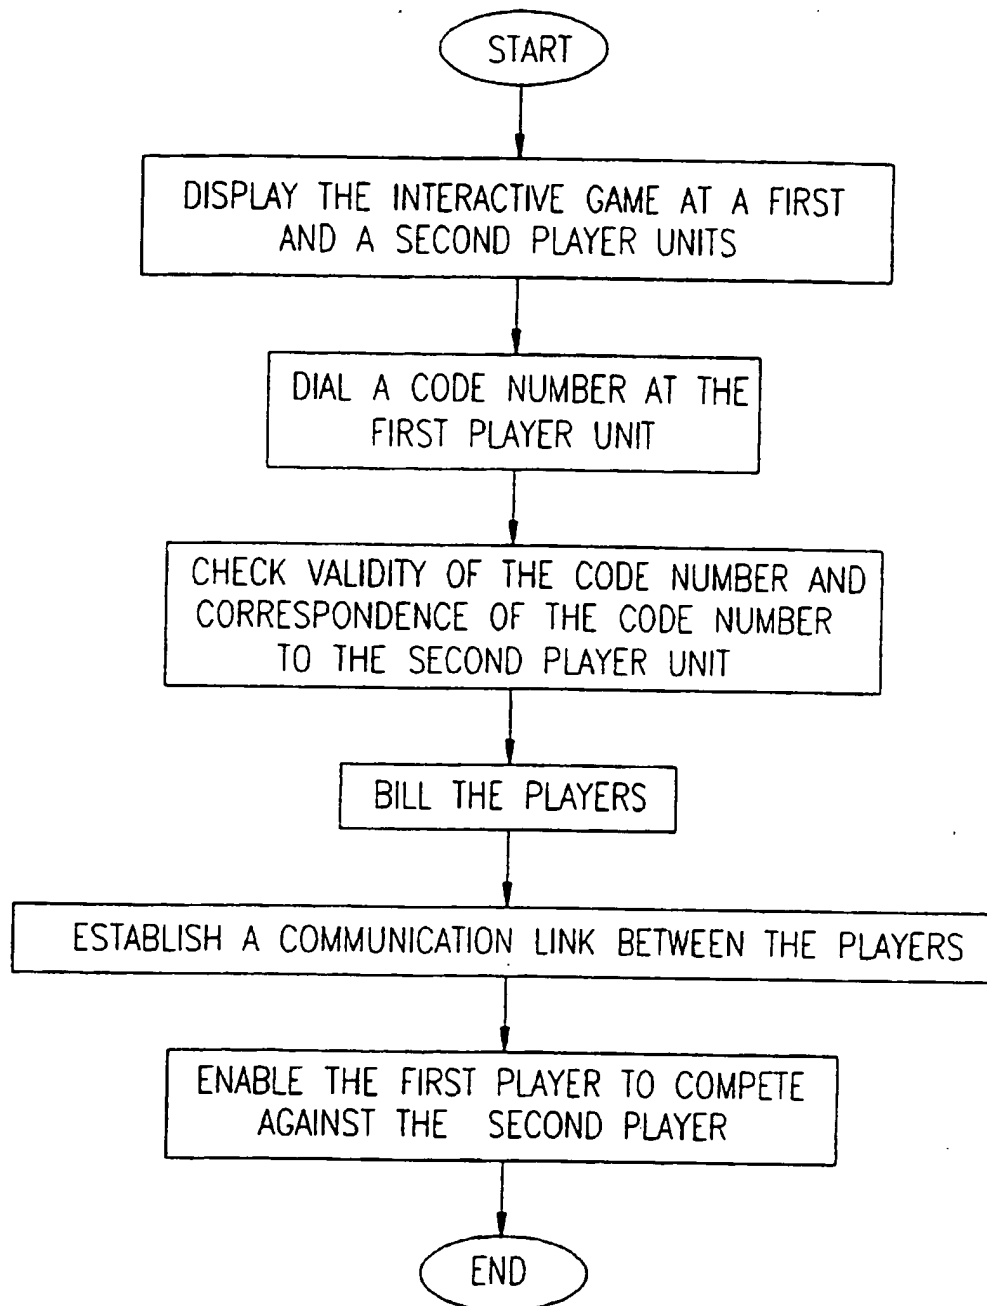 START
DISPLAY THE INTERACTIVE GAME AT A FIRST
AND A SECOND PLAYER UNITS
DIAL A CODE NUMBER AT THE
FIRST PLAYER UNIT
CHECK VALIDITY OF THE CODE NUMBER AND
CORRESPONDENCE OF THE CODE NUMBER
TO THE SECOND PLAYER UNIT
BILL THE PLAYERS
ESTABLISH A COMMUNICATION LINK BETWEEN THE PLAYERS
ENABLE THE FIRST PLAYER TO COMPETE
AGAINST THE SECOND PLAYER
END